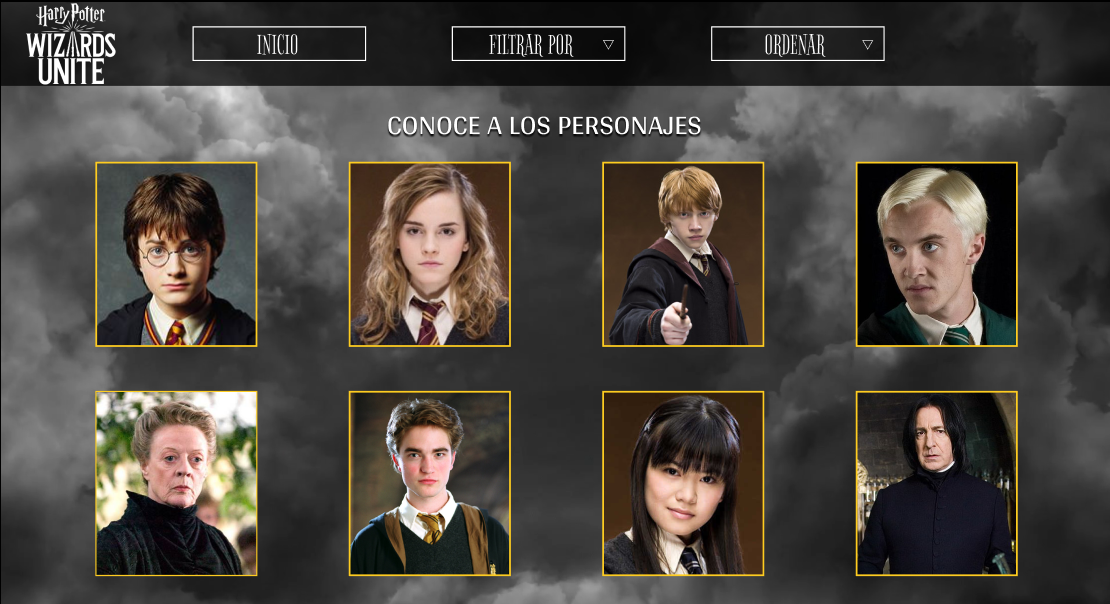 Harry Potter
WIZARDS
UNITE
INICIO
FILTRAR POR
ORDENAR
CONOCE A LOS PERSONAJES